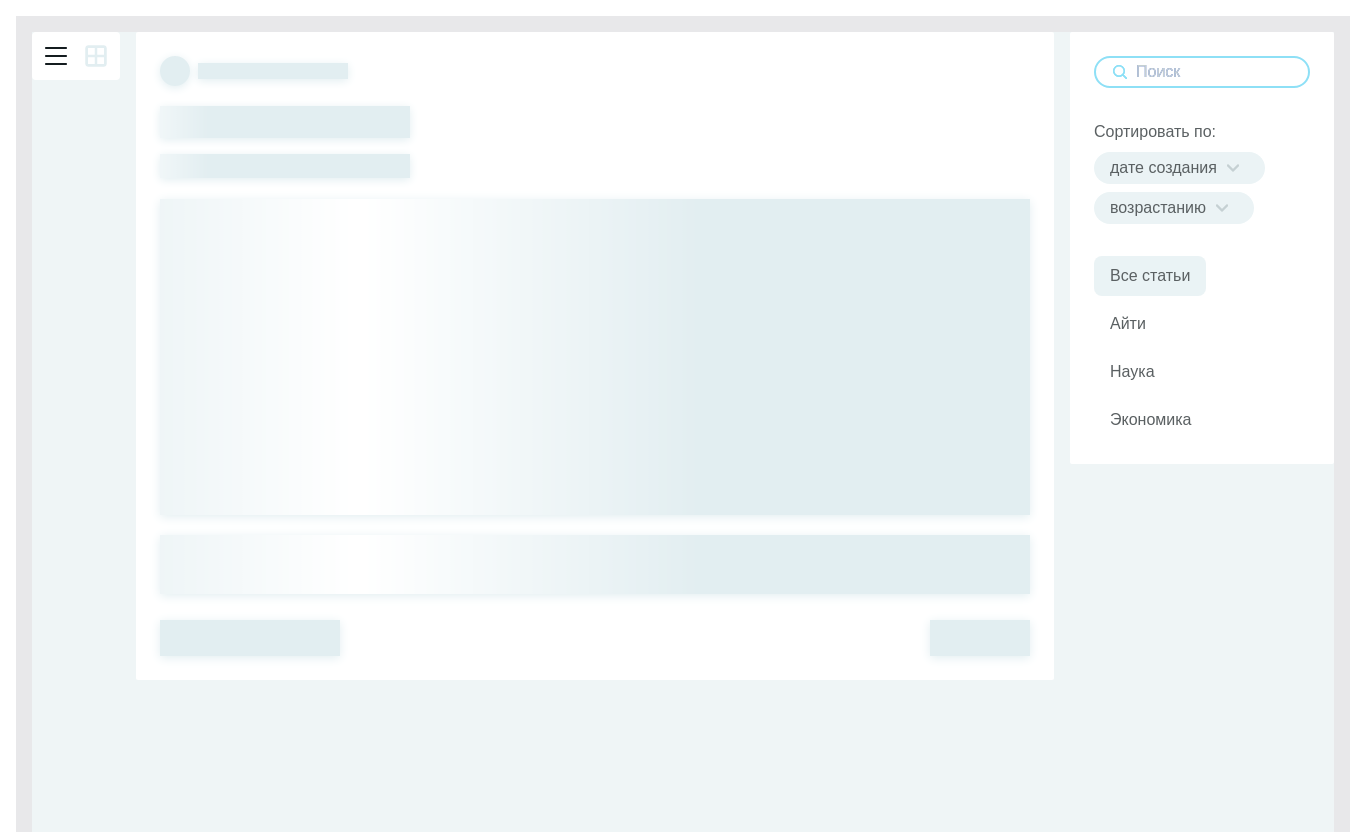 Поиск
Сортировать по:
дате создания
возрастанию
Все статьи
Айти
Наука
Экономика